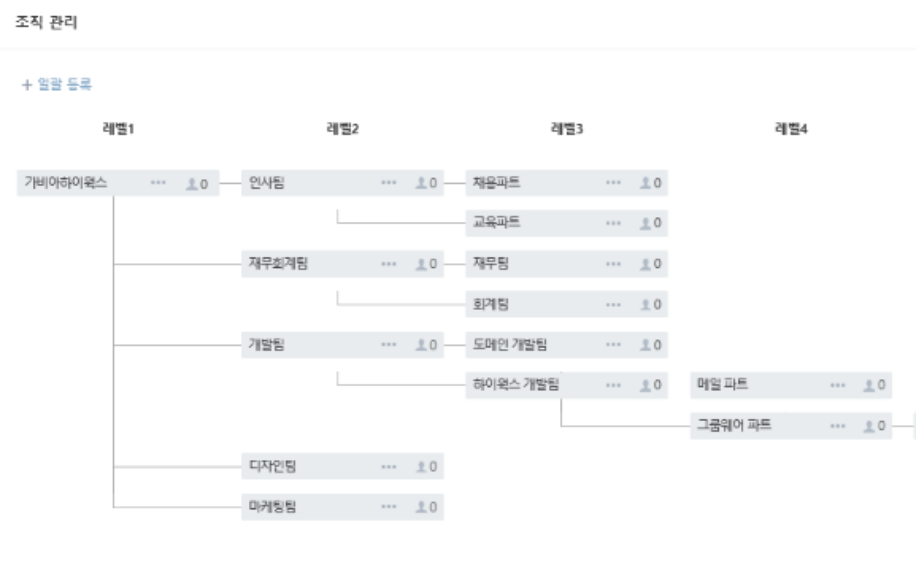 조직 관리
+ 일괄 등록
레벨1 레벨2 레벨3 레벨4
가비아하이웍스 ··· 0 인사팀 ··· 0 채용파트 ··· 0
교육파트 ··· 0
재무회계팀 ··· 0 재무팀 ··· 0
회계팀 ··· 0
개발팀 ··· 0 도메인 개발팀 ··· 0
하이웍스 개발팀 ··· 0 메일 파트 ··· 0
그룹웨어 파트 ··· 0
디자인팀 ··· 0
마케팅팀 ··· 0